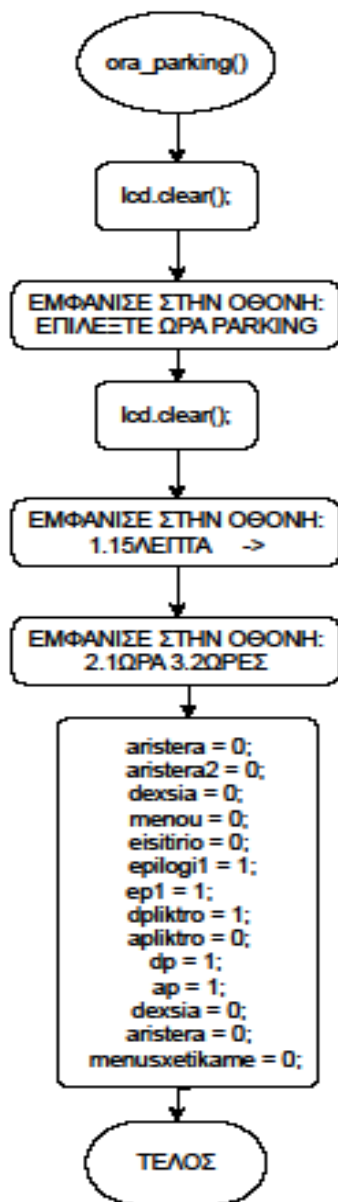 ora_parking()
lcd.clear();
ΕΜΦΑΝΙΣΕ ΣΤΗΝ ΟΘΟΝΗ:
ΕΠΙΛΕΞΤΕ ΩΡΑ PARKING
lcd.clear();
ΕΜΦΑΝΙΣΕ ΣΤΗΝ ΟΘΟΝΗ:
1.15ΛΕΠΤΑ ->
ΕΜΦΑΝΙΣΕ ΣΤΗΝ ΟΘΟΝΗ:
2.1ΩΡΑ 3.2ΩΡΕΣ
aristera = 0;
aristera2 = 0;
dexsia = 0;
menou = 0;
eisitirio = 0;
epilogi1 = 1;
ep1 = 1;
dpliktro = 1;
apliktro = 0;
dp = 1;
ap = 1;
dexsia = 0;
aristera = 0;
menusxetikame = 0;
ΤΕΛΟΣ